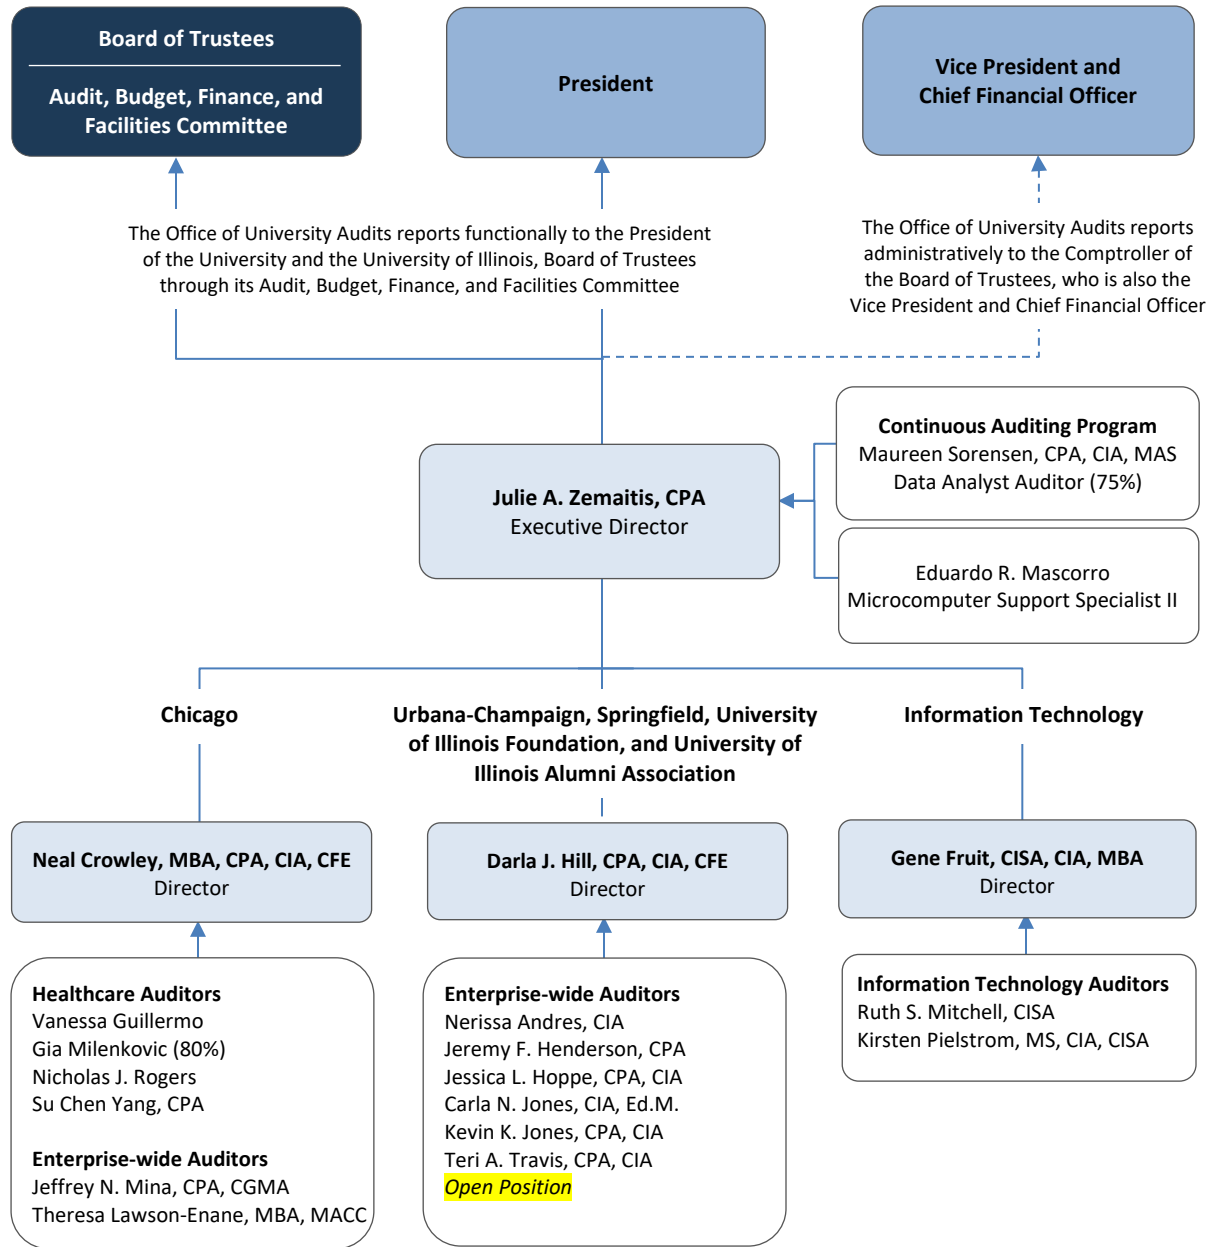 Board of Trustees
Audit, Budget, Finance, and
Facilities Committee
President
Vice President and
Chief Financial Officer
The Office of University Audits reports functionally to the President
of the University and the University of Illinois, Board of Trustees
through its Audit, Budget, Finance, and Facilities Committee
The Office of University Audits reports
administratively to the Comptroller of
the Board of Trustees, who is also the
Vice President and Chief Financial Officer
Continuous Auditing Program
Maureen Sorensen, CPA, CIA, MAS
Data Analyst Auditor (75%)
Julie A. Zemaitis, CPA
Executive Director
Eduardo R. Mascorro
Microcomputer Support Specialist II
Chicago
Urbana-Champaign, Springfield, University
of Illinois Foundation, and University of
Illinois Alumni Association
Information Technology
Neal Crowley, MBA, CPA, CIA, CFE
Director
Darla J. Hill, CPA, CIA, CFE
Director
Gene Fruit, CISA, CIA, MBA
Director
Healthcare Auditors
Vanessa Guillermo
Gia Milenkovic (80%)
Nicholas J. Rogers
Su Chen Yang, CPA
Enterprise-wide Auditors
Jeffrey N. Mina, CPA, CGMA
Theresa Lawson-Enane, MBA, MACC
Enterprise-wide Auditors
Nerissa Andres, CIA
Jeremy F. Henderson, CPA
Jessica L. Hoppe, CPA, CIA
Carla N. Jones, CIA, Ed.M.
Kevin K. Jones, CPA, CIA
Teri A. Travis, CPA, CIA
Open Position
Information Technology Auditors
Ruth S. Mitchell, CISA
Kirsten Pielstrom, MS, CIA, CISA